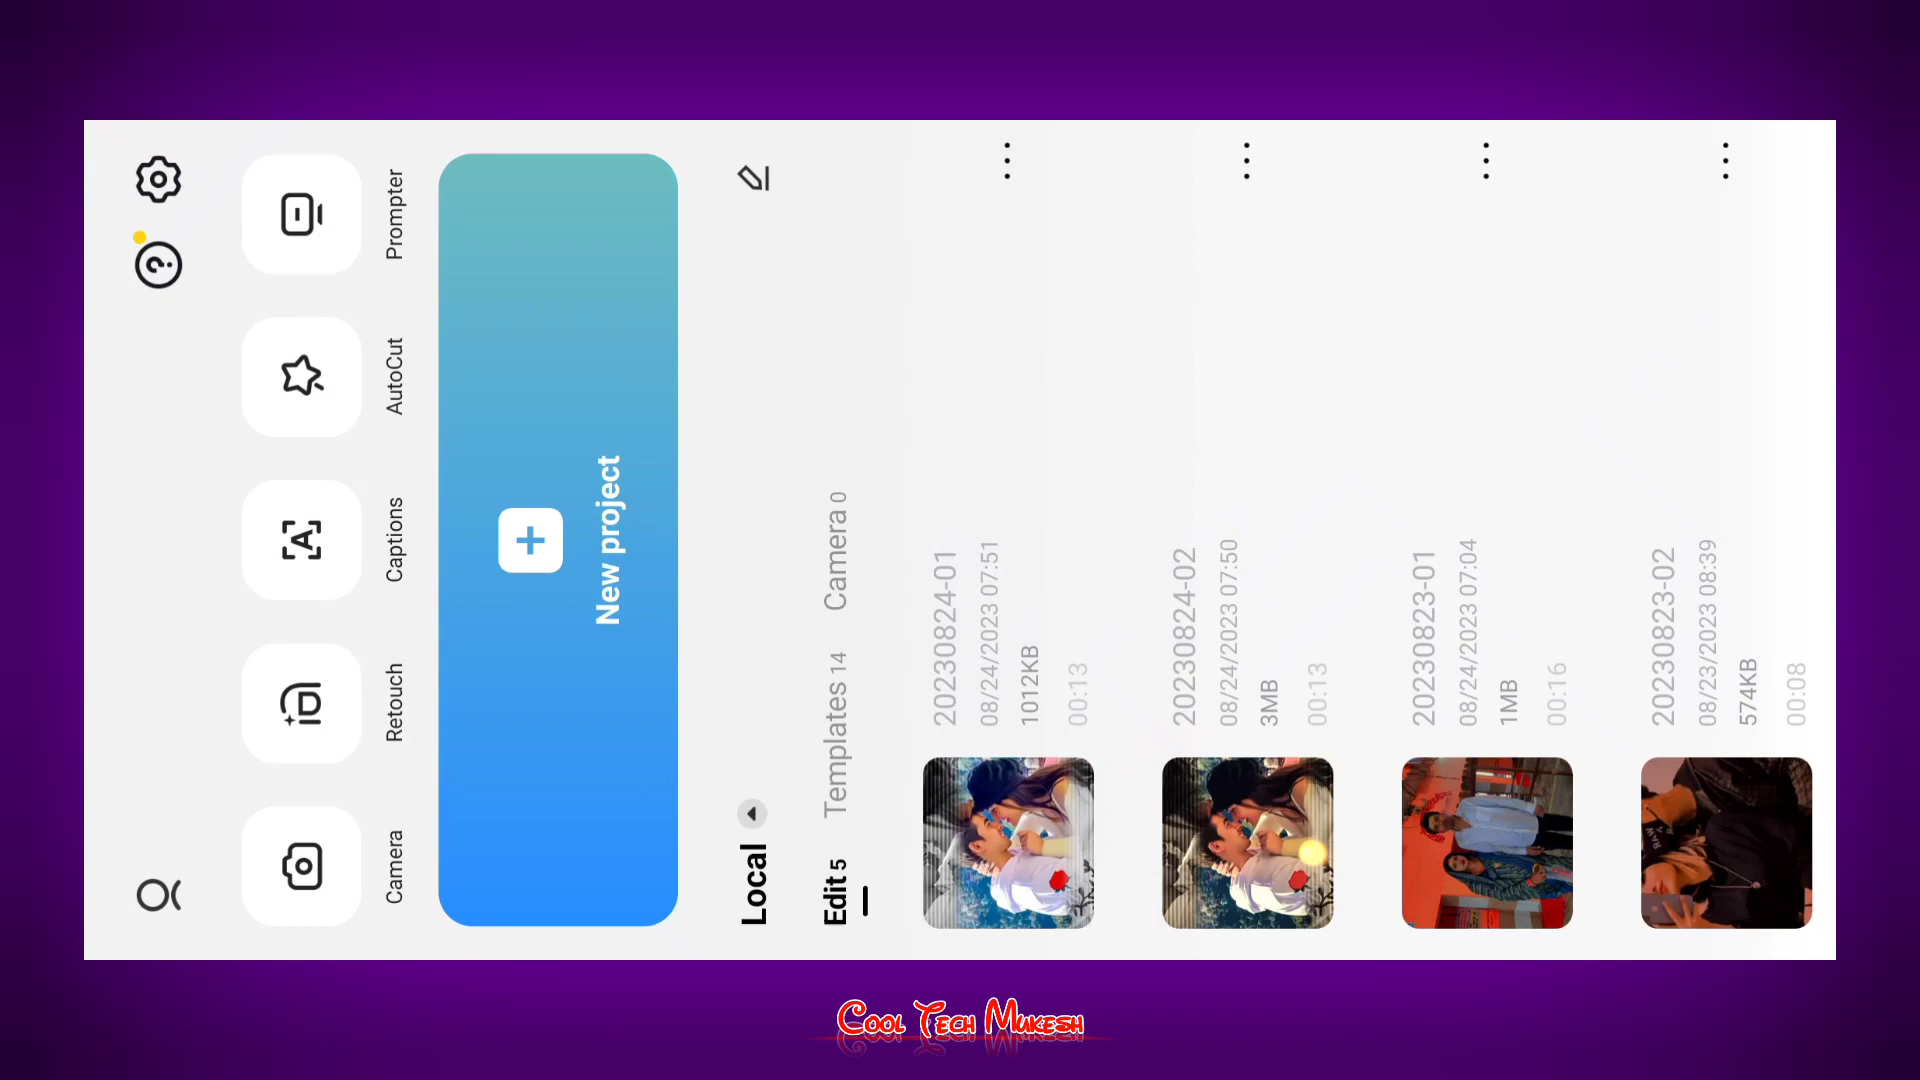 Camera
Retouch
Captions
AutoCut
Prompter
New project
Local
Edit 5 Templates 14 Camera 0
20230824-01
08/24/2023 07:51
1012KB
00:13
20230824-02
08/24/2023 07:50
3MB
00:13
20230823-01
08/24/2023 07:04
1MB
00:16
20230823-02
08/23/2023 08:39
574KB
00:08
Cool Tech Mukesh